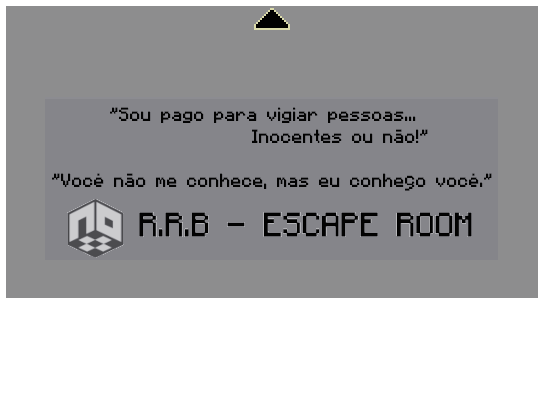 "Sou pago para vigiar pessoas...
Inocentes ou não!"
"Você não me conhece, mas eu conheço você."
R.R.B - ESCAPE ROOM